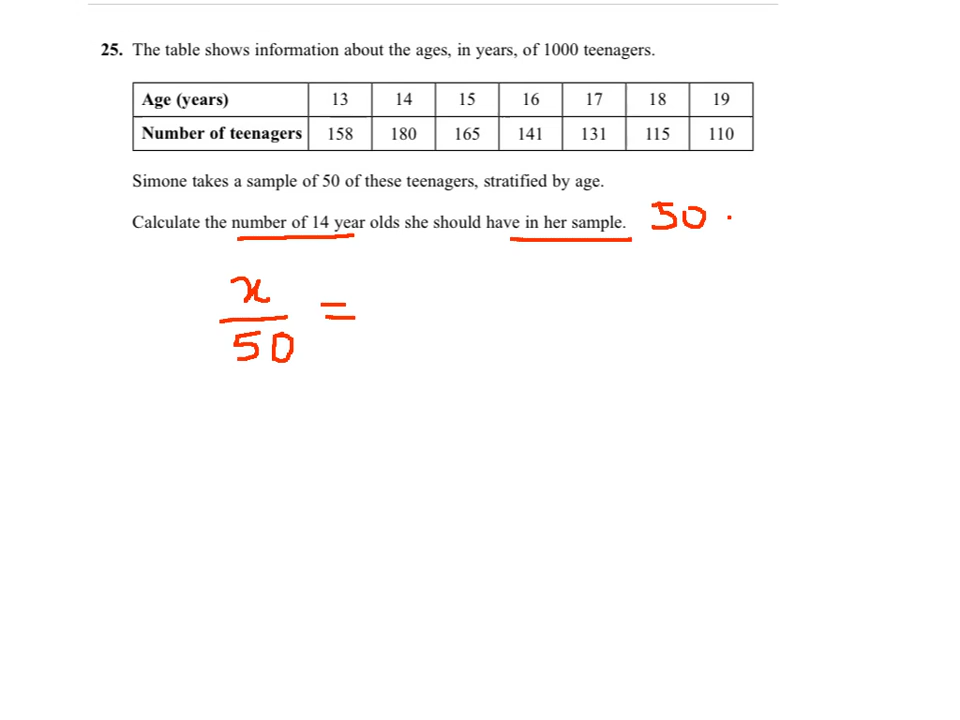 25. The table shows information about the ages, in years, of 1000 teenagers.
Age (years) 13 14 15 16 17 18 19
Number of teenagers 158 180 165 141 131 115 110
Simone takes a sample of 50 of these teenagers, stratified by age.
Calculate the number of 14 year olds she should have in her sample. 50 .
x
50
=